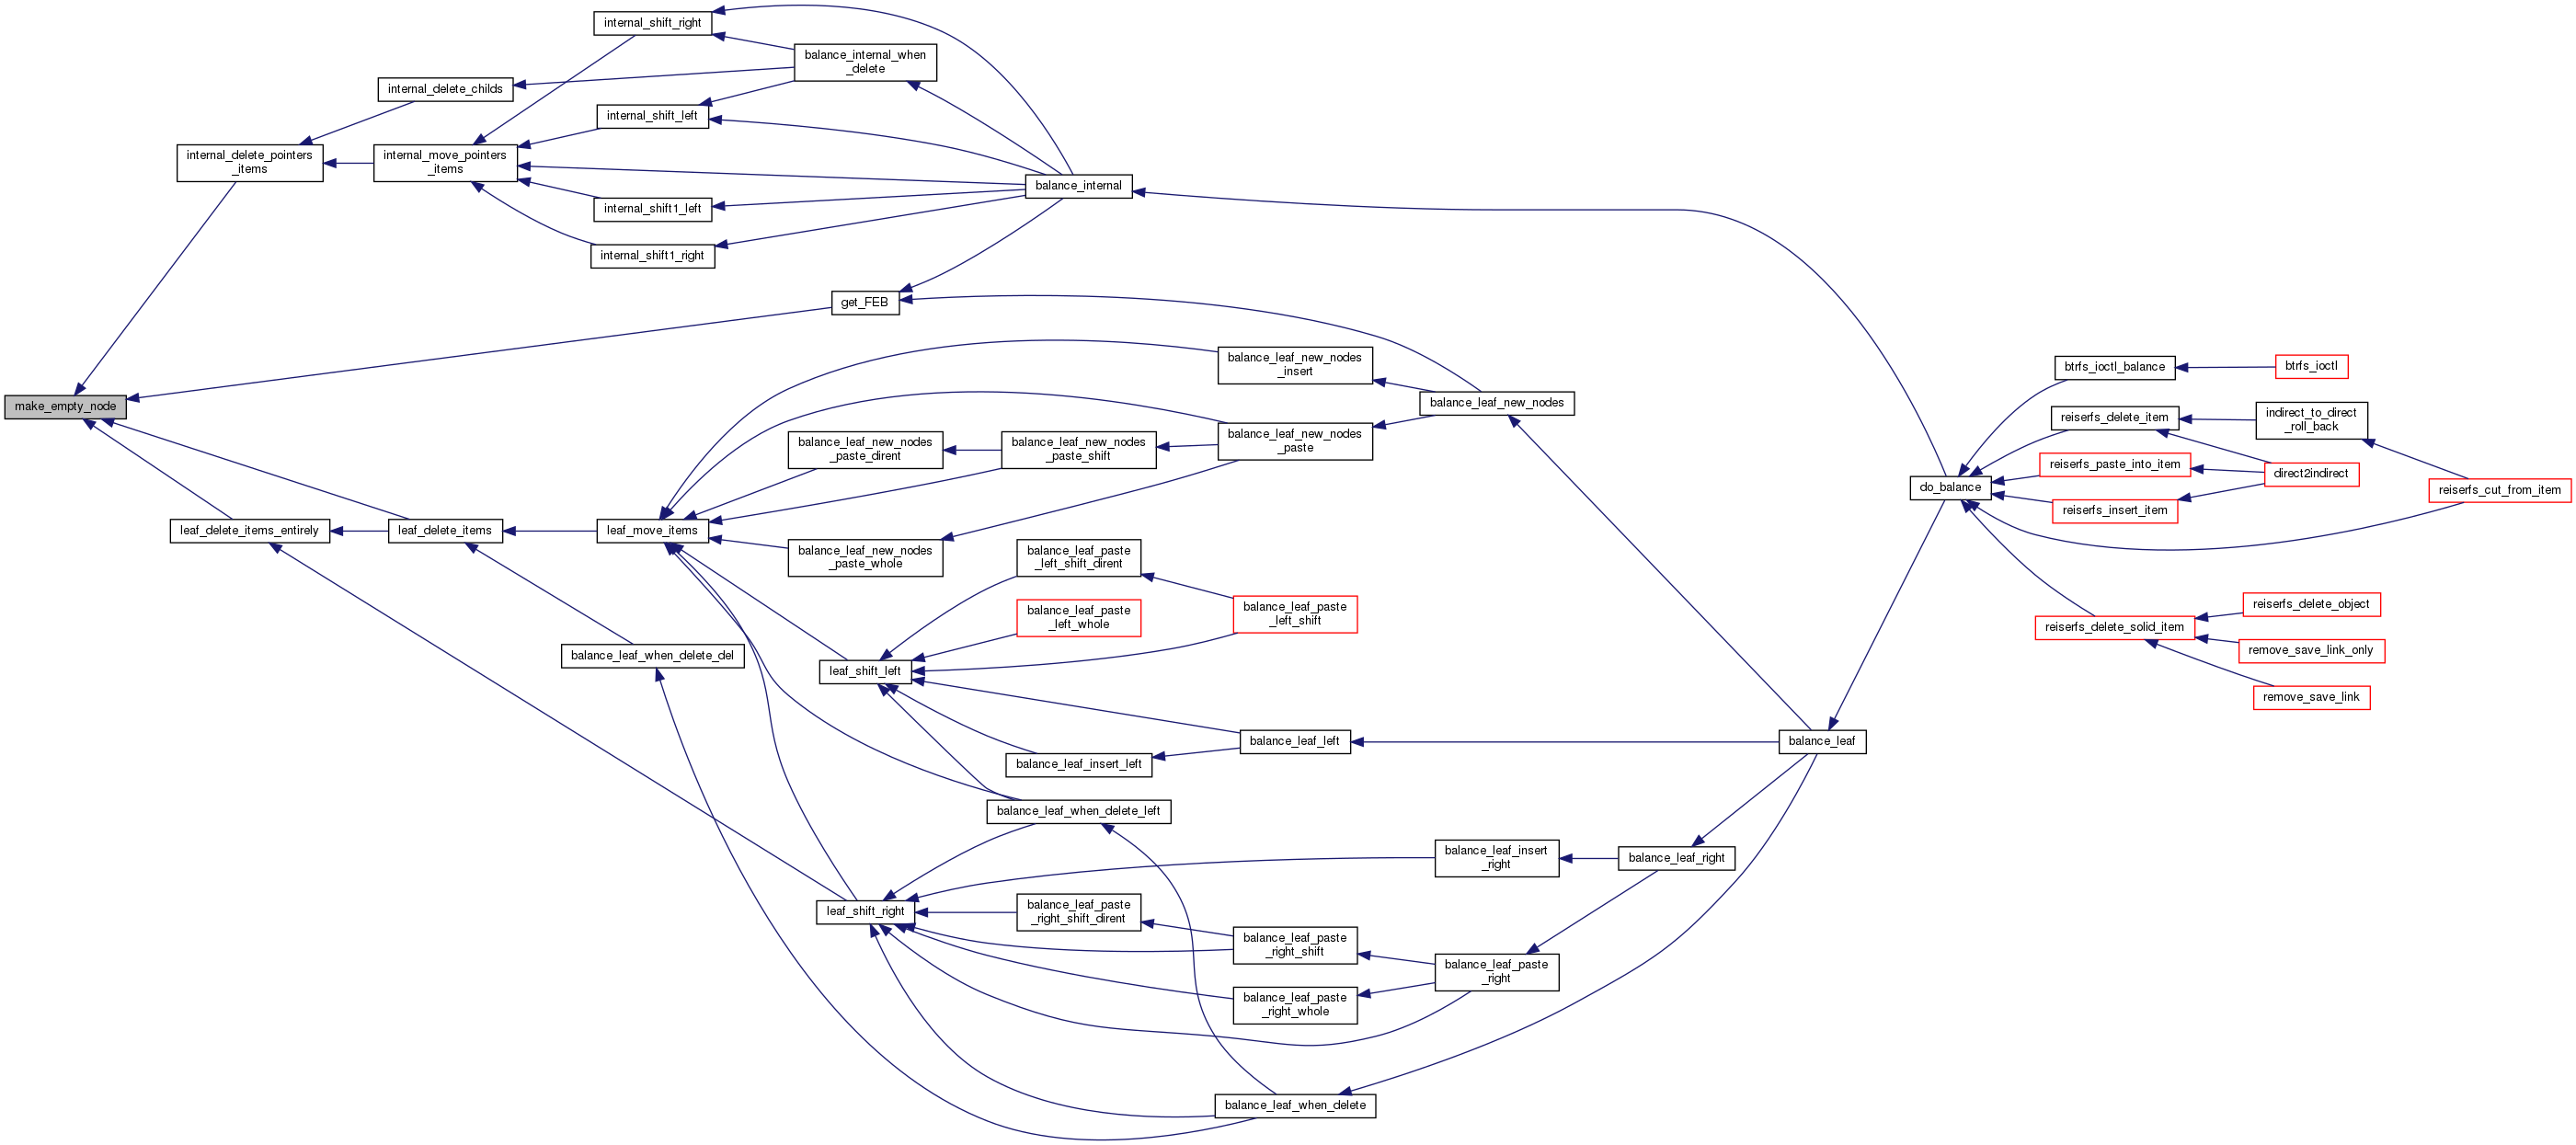 make_empty_node
internal_delete_pointers
_items
internal_delete_childs
internal_move_pointers
_items
internal_shift_right
balance_internal_when
_delete
internal_shift_left
internal_shift1_left
internal_shift1_right
balance_internal
get_FEB
leaf_delete_items_entirely
leaf_delete_items
leaf_move_items
balance_leaf_new_nodes
_insert
balance_leaf_new_nodes
balance_leaf_new_nodes
_paste_dirent
balance_leaf_new_nodes
_paste_shift
balance_leaf_new_nodes
_paste
balance_leaf_new_nodes
_paste_whole
balance_leaf_paste
_left_shift_dirent
balance_leaf_paste
_left_whole
balance_leaf_paste
_left_shift
balance_leaf_when_delete_del
leaf_shift_left
balance_leaf_left
balance_leaf_insert_left
balance_leaf_when_delete_left
balance_leaf
leaf_shift_right
balance_leaf_insert
_right
balance_leaf_right
balance_leaf_paste
_right_shift_dirent
balance_leaf_paste
_right_shift
balance_leaf_paste
_right
balance_leaf_paste
_right_whole
balance_leaf_when_delete
do_balance
btrfs_ioctl_balance
btrfs_ioctl
reiserfs_delete_item
indirect_to_direct
_roll_back
reiserfs_paste_into_item
direct2indirect
reiserfs_cut_from_item
reiserfs_insert_item
reiserfs_delete_solid_item
reiserfs_delete_object
remove_save_link_only
remove_save_link